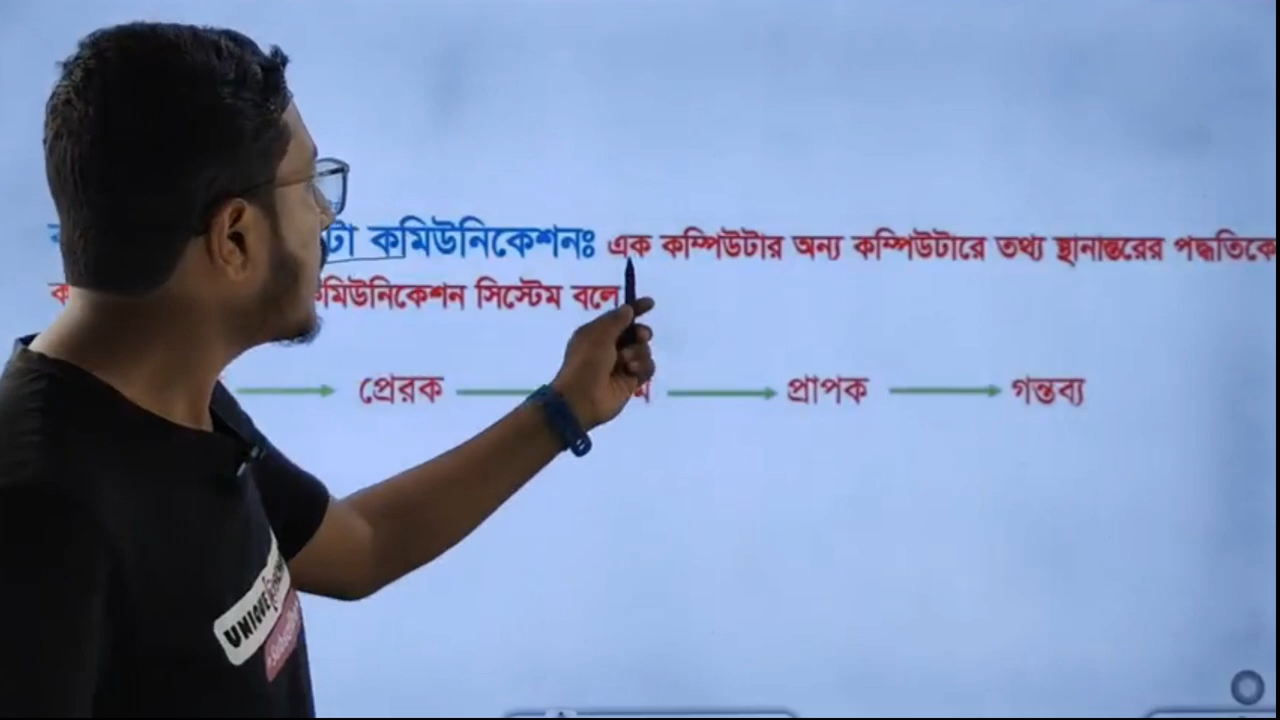 কমিউনিকেশনঃ এক কম্পিউটার অন্য কম্পিউটারে তথ্য স্থানান্তরের পদ্ধতিকে
কমিউনিকেশন সিস্টেম বলে
প্রেরক প্রাপক গন্তব্য
UNIQUE